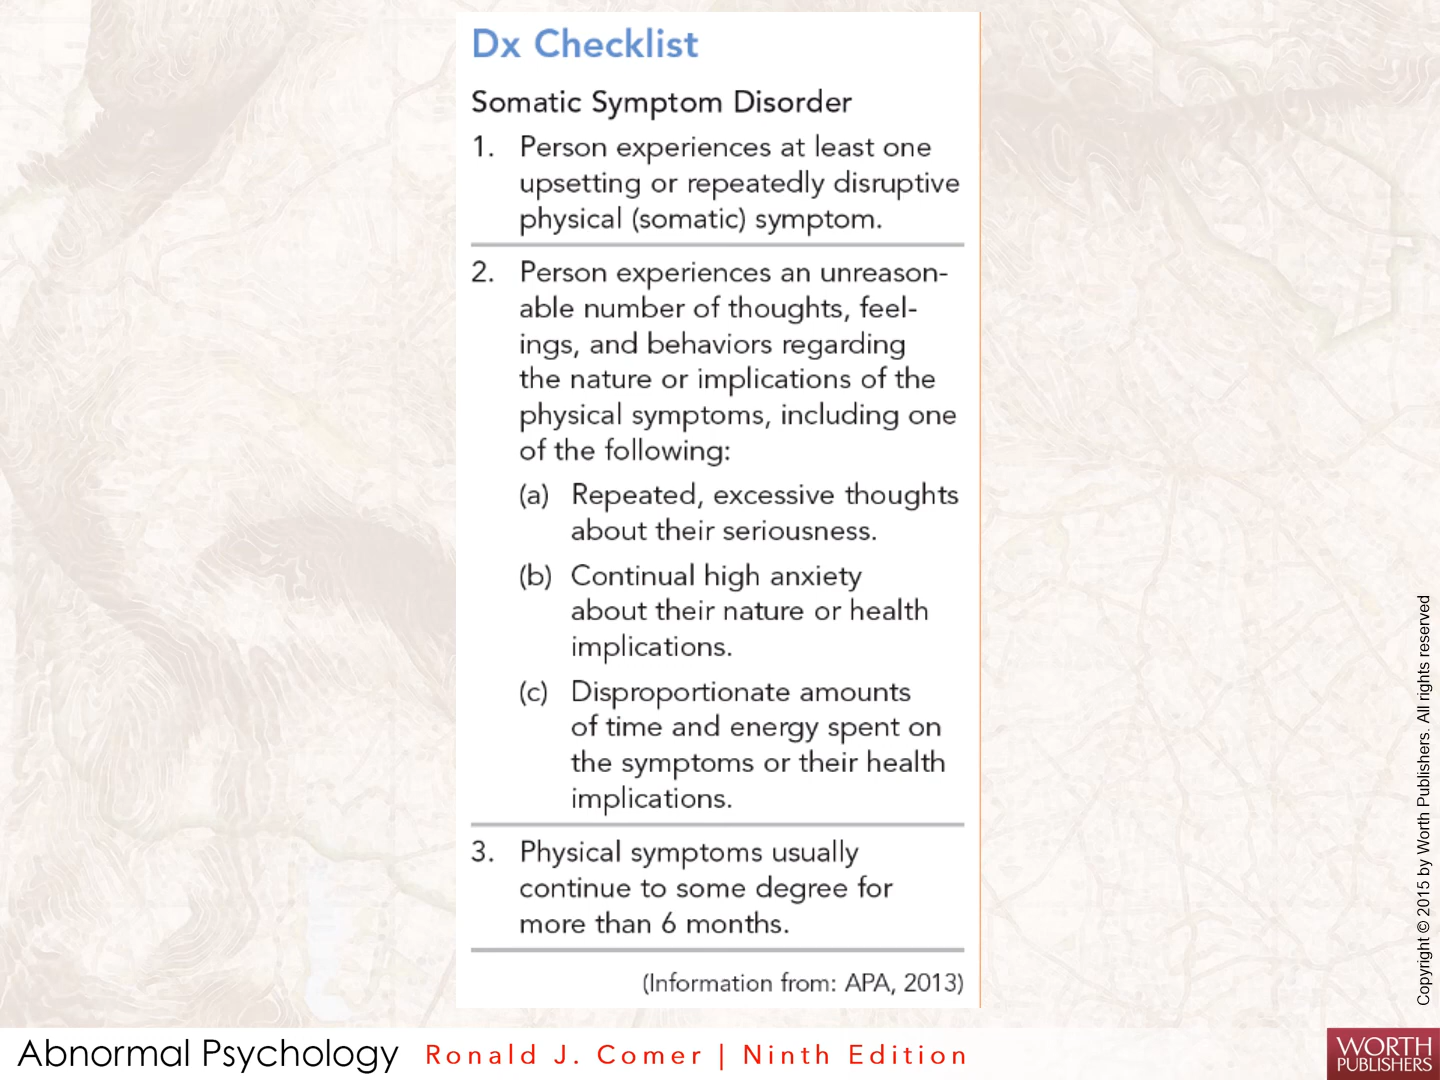 Dx Checklist
Somatic Symptom Disorder
1. Person experiences at least one
upsetting or repeatedly disruptive
physical (somatic) symptom.
2. Person experiences an unreason-
able number of thoughts, feel-
ings, and behaviors regarding
the nature or implications of the
physical symptoms, including one
of the following:
(a) Repeated, excessive thoughts
about their seriousness.
(b) Continual high anxiety
about their nature or health
implications.
(c) Disproportionate amounts
of time and energy spent on
the symptoms or their health
implications.
3. Physical symptoms usually
continue to some degree for
more than 6 months.
(Information from: APA, 2013)
Copyright © 2015 by Worth Publishers. All rights reserved
Abnormal Psychology Ronald J. Comer | Ninth Edition
WORTH
PUBLISHERS